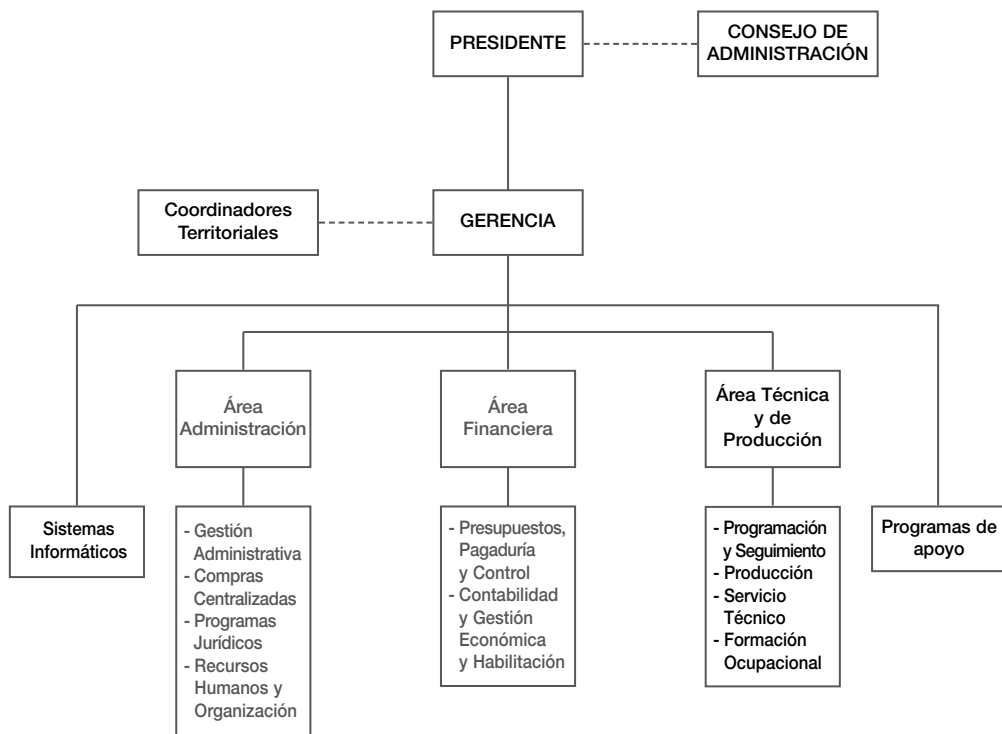 PRESIDENTE
CONSEJO DE
ADMINISTRACIÓN
Coordinadores
Territoriales
GERENCIA
Área
Administración
Área
Financiera
Área Técnica
y de
Producción
Sistemas
Informáticos
- Gestión
Administrativa
- Compras
Centralizadas
- Programas
Jurídicos
- Recursos
Humanos y
Organización
- Presupuestos,
Pagaduría
y Control
- Contabilidad
y Gestión
Económica
y Habilitación
- Programación
y Seguimiento
- Producción
- Servicio
Técnico
- Formación
Ocupacional
Programas de
apoyo